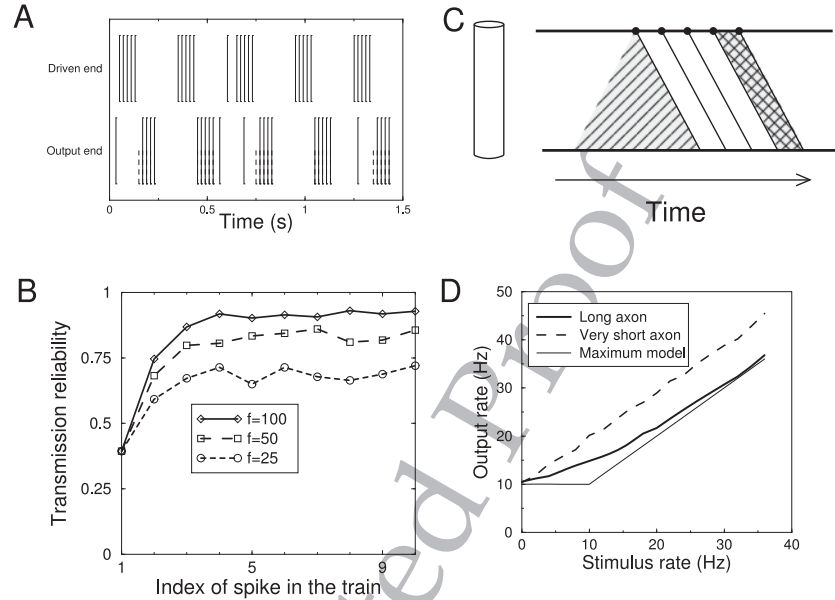 A
Driven end
Output end
0
0.5
1
1.5
Time (s)
C
Time
B
1
0.75
0.5
0.25
0
Transmission reliability
f=100
f=50
f=25
1
5
9
Index of spike in the train
D
50
40
30
20
10
0
Output rate (Hz)
Long axon
Very short axon
Maximum model
0
10
20
30
40
Stimulus rate (Hz)
ted Proof